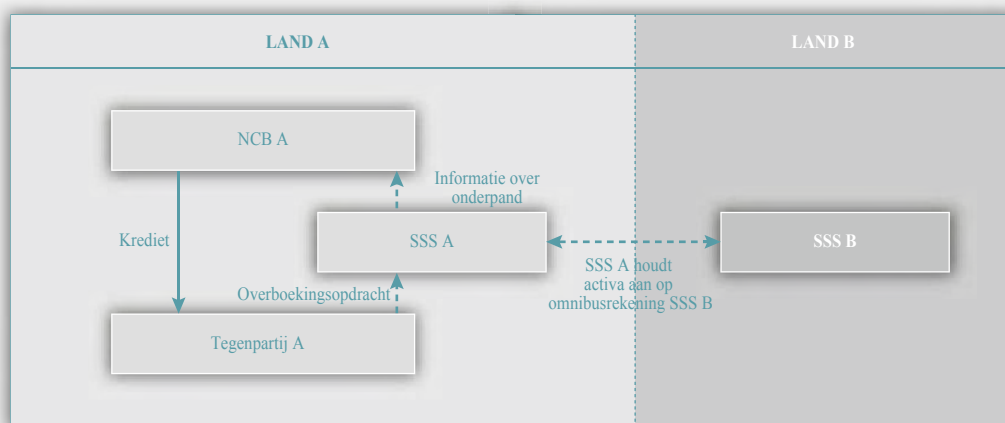 LAND A
LAND B
NCB A
Informatie over
onderpand
Krediet
SSS A
SSS B
SSS A houdt
activa aan op
omnibusrekening SSS B
Overboekingsopdracht
Tegenpartij A